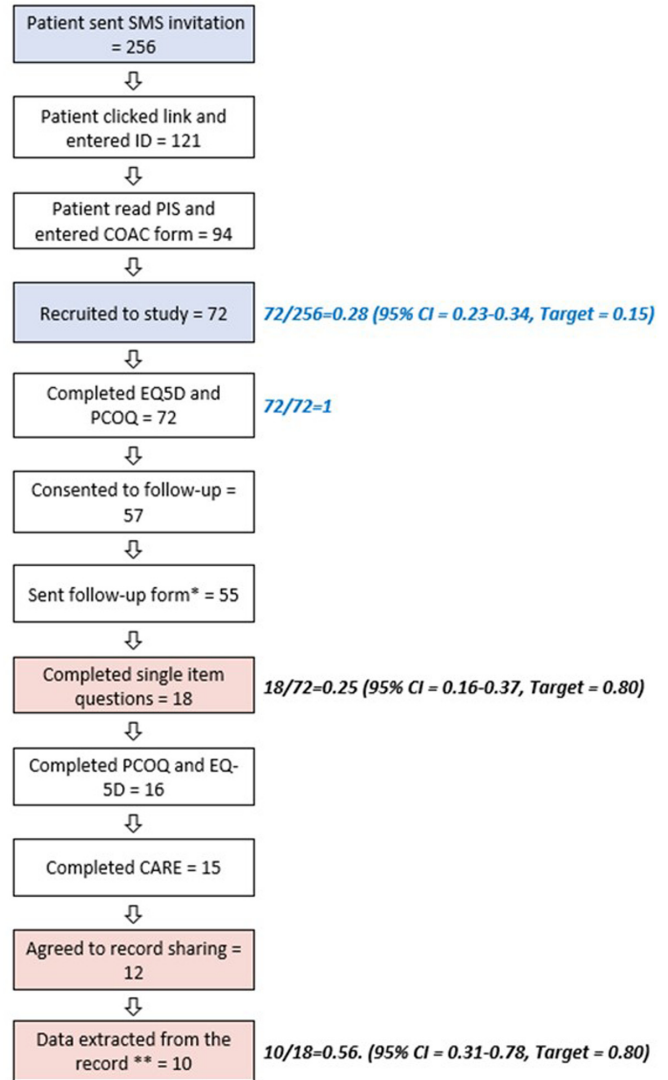 Patient sent SMS invitation
= 256
Patient clicked link and
entered ID = 121
Patient read PIS and
entered COAC form = 94
Recruited to study = 72
72/256=0.28 (95% CI = 0.23-0.34, Target = 0.15)
Completed EQ5D and
PCOQ = 72
72/72=1
Consented to follow-up =
57
Sent follow-up form* = 55
Completed single item
questions = 18
18/72=0.25 (95% CI = 0.16-0.37, Target = 0.80)
Completed PCOQ and EQ-
5D = 16
Completed CARE = 15
Agreed to record sharing =
12
Data extracted from the
record ** = 10
10/18=0.56. (95% CI = 0.31-0.78, Target = 0.80)